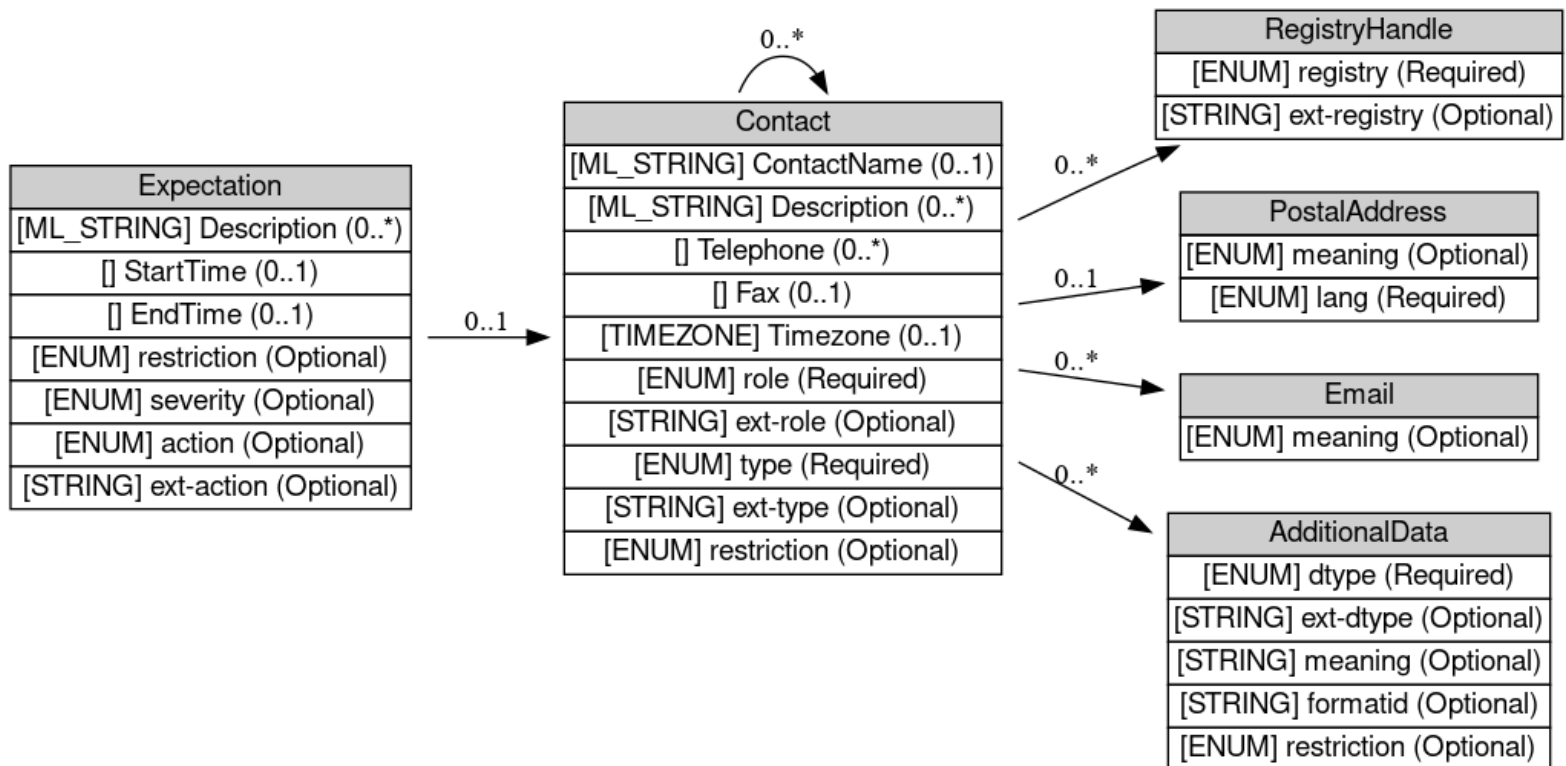 Expectation
[ML_STRING] Description (0..*)
[] StartTime (0..1)
[] EndTime (0..1)
[ENUM] restriction (Optional)
[ENUM] severity (Optional)
[ENUM] action (Optional)
[STRING] ext-action (Optional)
0..1
0..*
Contact
[ML_STRING] ContactName (0..1)
[ML_STRING] Description (0..*)
[] Telephone (0..*)
[] Fax (0..1)
[TIMEZONE] Timezone (0..1)
[ENUM] role (Required)
[STRING] ext-role (Optional)
[ENUM] type (Required)
[STRING] ext-type (Optional)
[ENUM] restriction (Optional)
0..*
RegistryHandle
[ENUM] registry (Required)
[STRING] ext-registry (Optional)
0..1
PostalAddress
[ENUM] meaning (Optional)
[ENUM] lang (Required)
0..*
Email
[ENUM] meaning (Optional)
0..*
AdditionalData
[ENUM] dtype (Required)
[STRING] ext-dtype (Optional)
[STRING] meaning (Optional)
[STRING] formatid (Optional)
[ENUM] restriction (Optional)